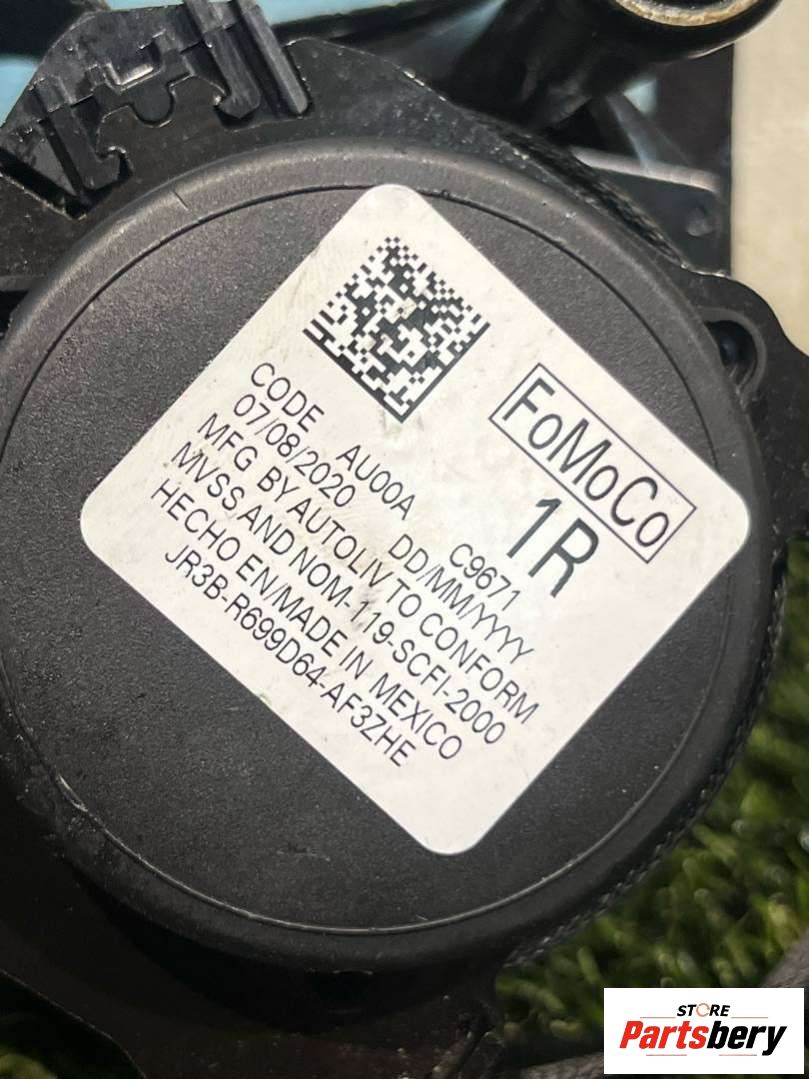 FoMoCo
1R
CODE AU00A C9671
07/08/2020 DD/MM/YYYY
MFG BY AUTOLIV TO CONFORM
MVSS AND NOM-119-SCFI-2000
HECHO EN/MADE IN MEXICO
JR3B-R699D64-AF3ZHE
STORE
Partsbery